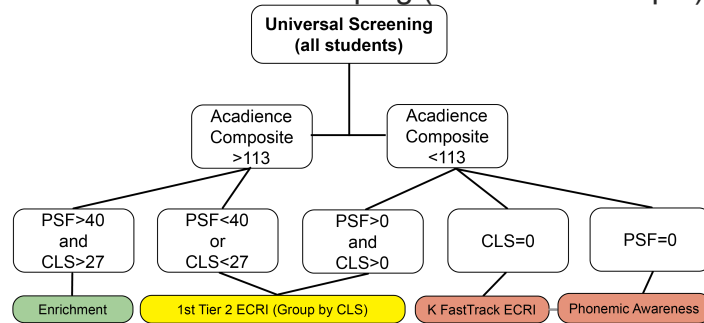 Universal Screening
(all students)
Acadience
Composite
>113
Acadience
Composite
<113
PSF>40
and
CLS>27
PSF<40
or
CLS<27
PSF>0
and
CLS>0
CLS=0
PSF=0
Enrichment
1st Tier 2 ECRI (Group by CLS)
K FastTrack ECRI
Phonemic Awareness